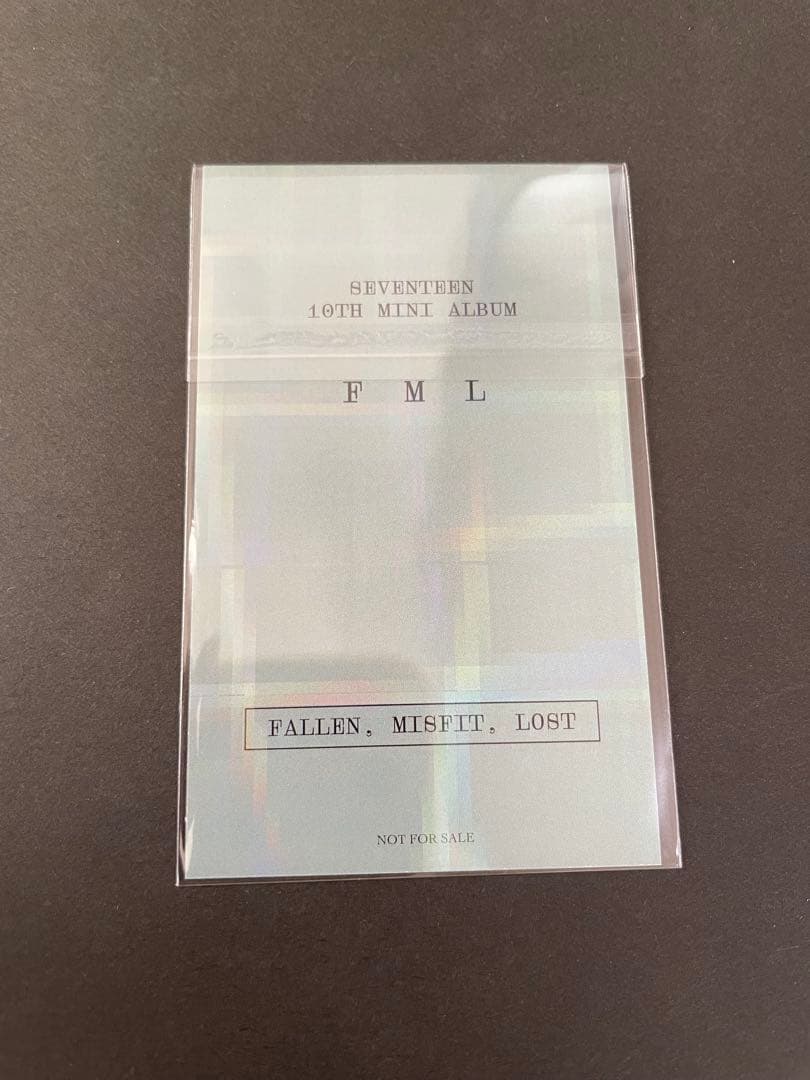 SEVENTEEN
10TH MINI ALBUM
F M L
FALLEN, MISFIT, LOST
NOT FOR SALE